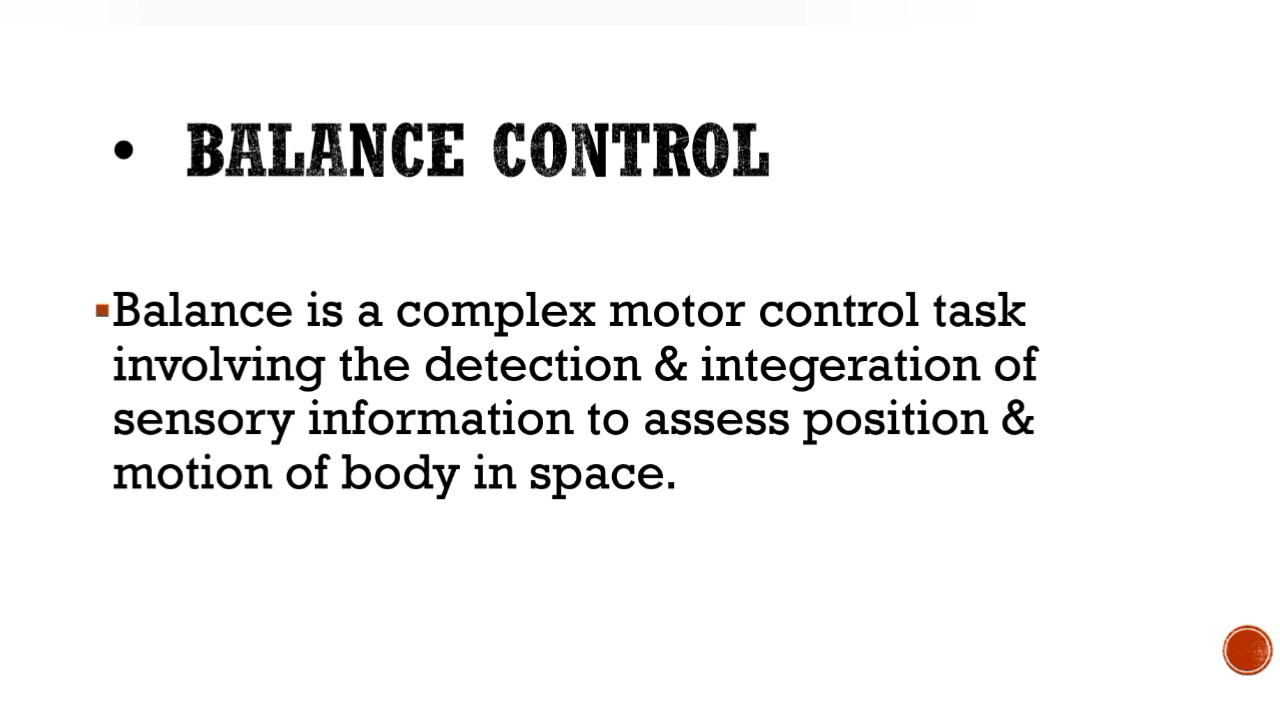 • BALANCE CONTROL
▪Balance is a complex motor control task
involving the detection & integeration of
sensory information to assess position &
motion of body in space.